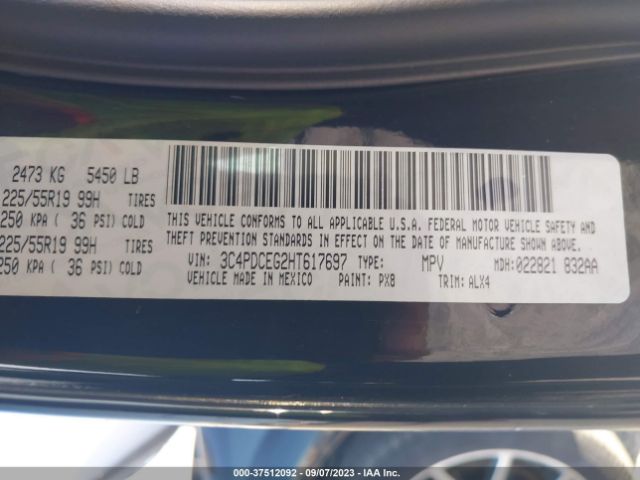 2473 KG 5450 LB
225/55R19 99H TIRES
250 KPA ( 36 PSI) COLD
225/55R19 99H TIRES
250 KPA ( 36 PSI) COLD
THIS VEHICLE CONFORMS TO ALL APPLICABLE U.S.A. FEDERAL MOTOR VEHICLE SAFETY AND
THEFT PREVENTION STANDARDS IN EFFECT ON THE DATE OF MANUFACTURE SHOWN ABOVE.
VIN: 3C4PDCEG2HT617697 TYPE: MPV MDH: 022821 832AA
VEHICLE MADE IN MEXICO PAINT: PX8 TRIM: ALX4
000-37512092 - 09/07/2023 - IAA Inc.